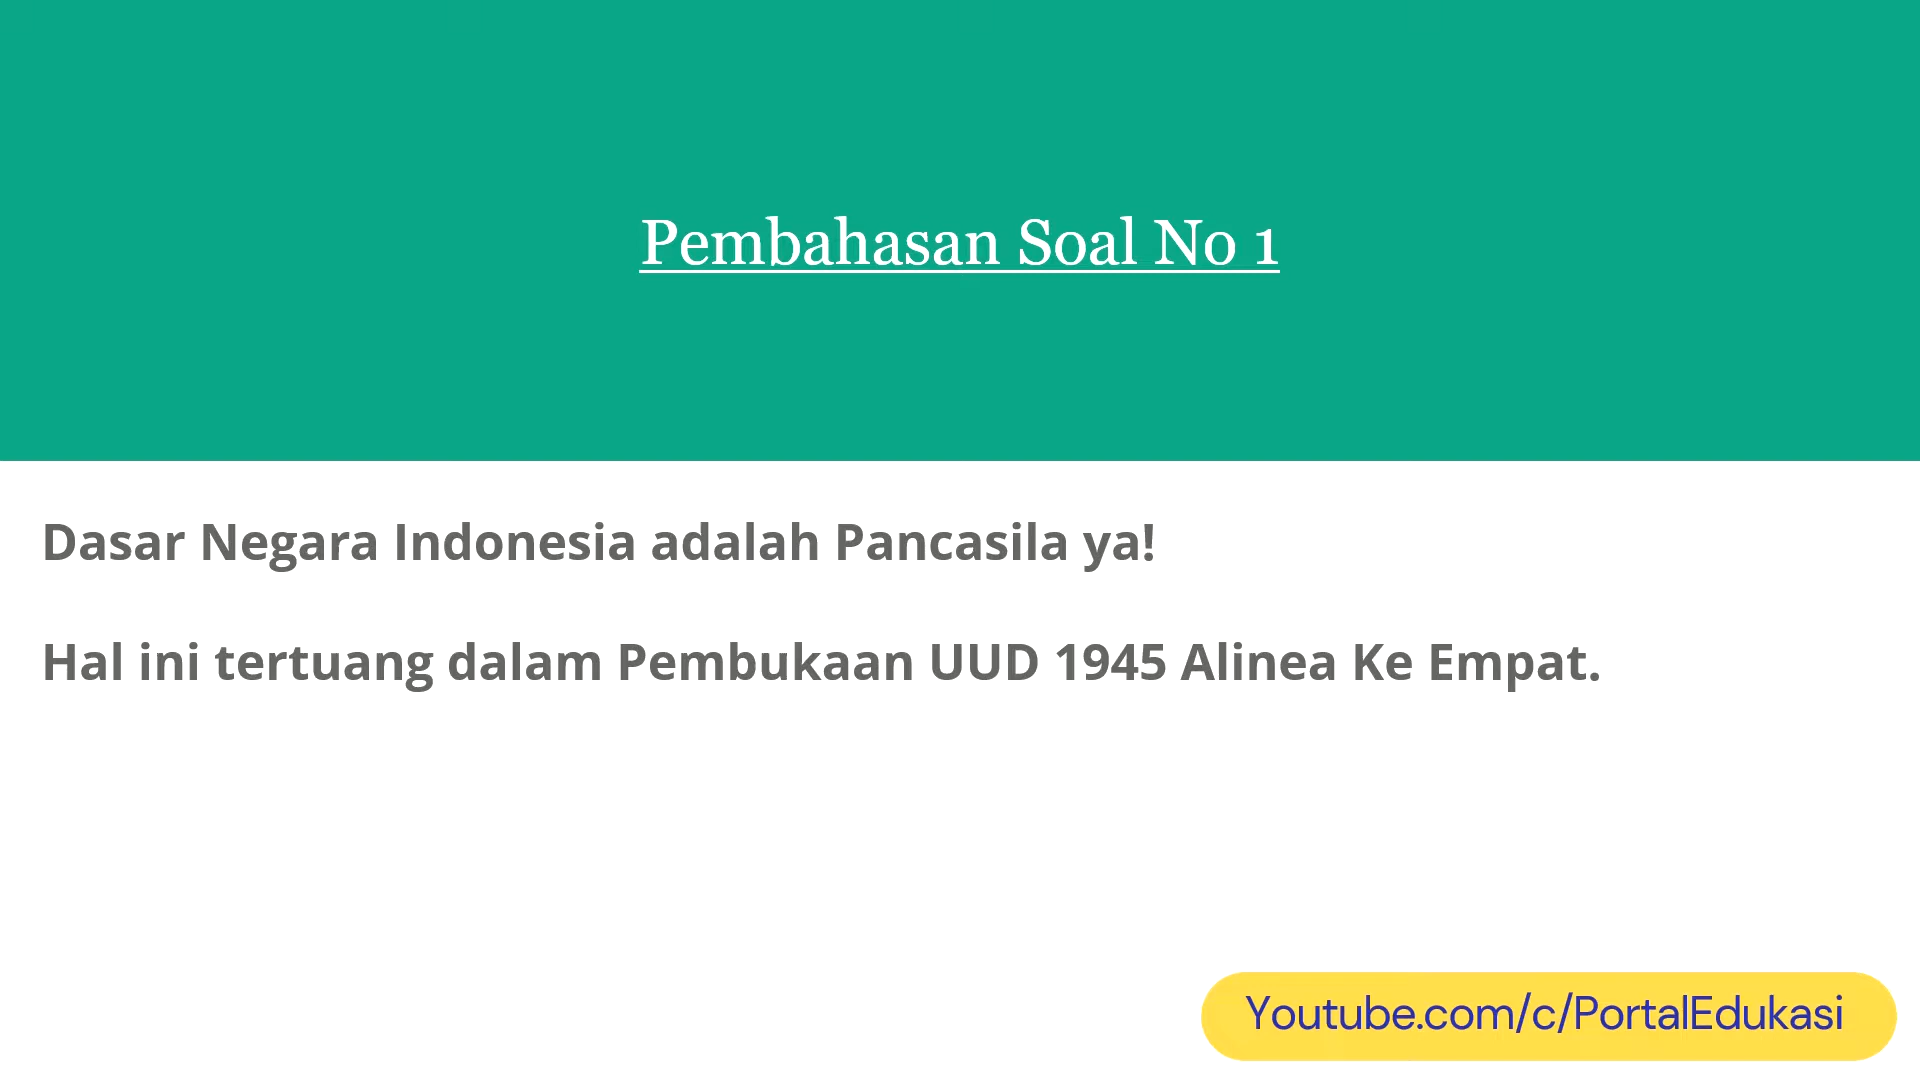 Pembahasan Soal No 1
Dasar Negara Indonesia adalah Pancasila ya!
Hal ini tertuang dalam Pembukaan UUD 1945 Alinea Ke Empat.
Youtube.com/c/PortalEdukasi